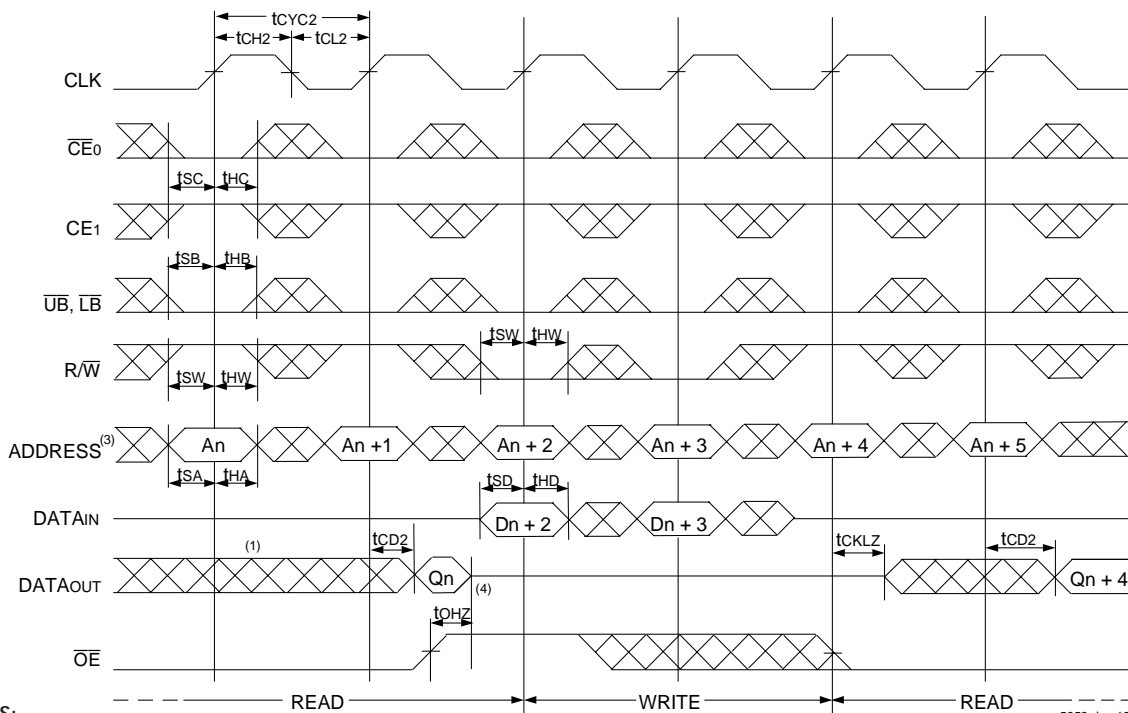 tCYC2
tCH2 tCL2
CLK
CE0
tSC tHC
CE1
tSB tHB
UB, LB
tSW tHW
R/W
tSW tHW
ADDRESS(3) An An +1 An + 2 An + 3 An + 4 An + 5
tSA tHA
tSD tHD
DATAIN Dn + 2 Dn + 3
tCD2 tCKLZ tCD2
(1)
DATAOUT Qn Qn + 4
(4)
tOHZ
OE
READ WRITE READ